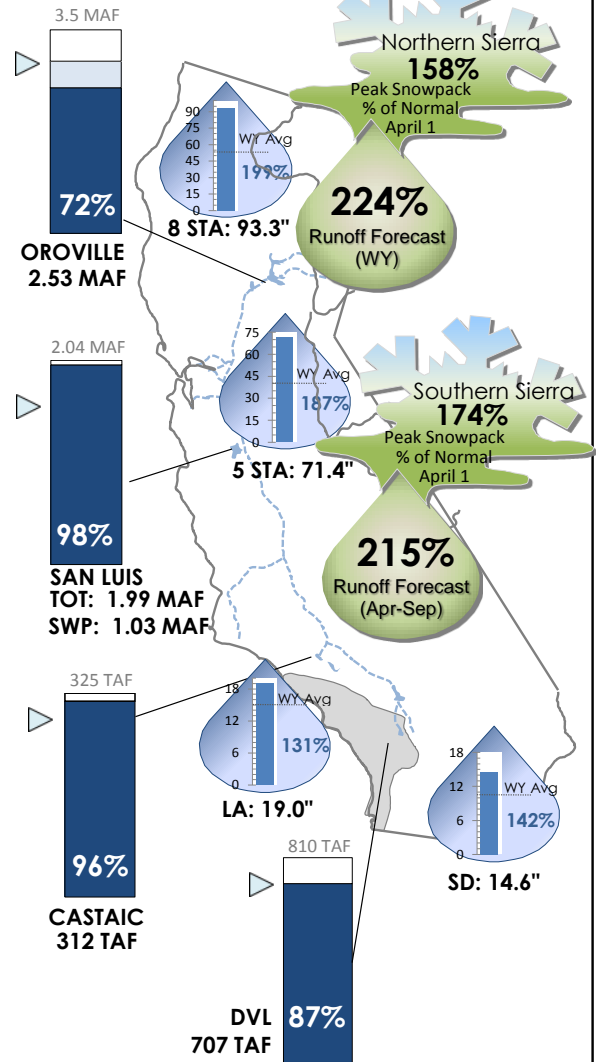 3.5 MAF
72%
OROVILLE
2.53 MAF
90
75
60
45
30
15
0
WY Avg
199%
8 STA: 93.3"
Northern Sierra
158%
Peak Snowpack
% of Normal
April 1
224%
Runoff Forecast
(WY)
2.04 MAF
98%
SAN LUIS
TOT: 1.99 MAF
SWP: 1.03 MAF
75
60
45
30
15
0
WY Avg
187%
5 STA: 71.4"
Southern Sierra
174%
Peak Snowpack
% of Normal
April 1
215%
Runoff Forecast
(Apr-Sep)
325 TAF
96%
CASTAIC
312 TAF
18
12
6
0
WY Avg
131%
LA: 19.0"
18
12
6
0
WY Avg
142%
SD: 14.6"
810 TAF
87%
DVL
707 TAF